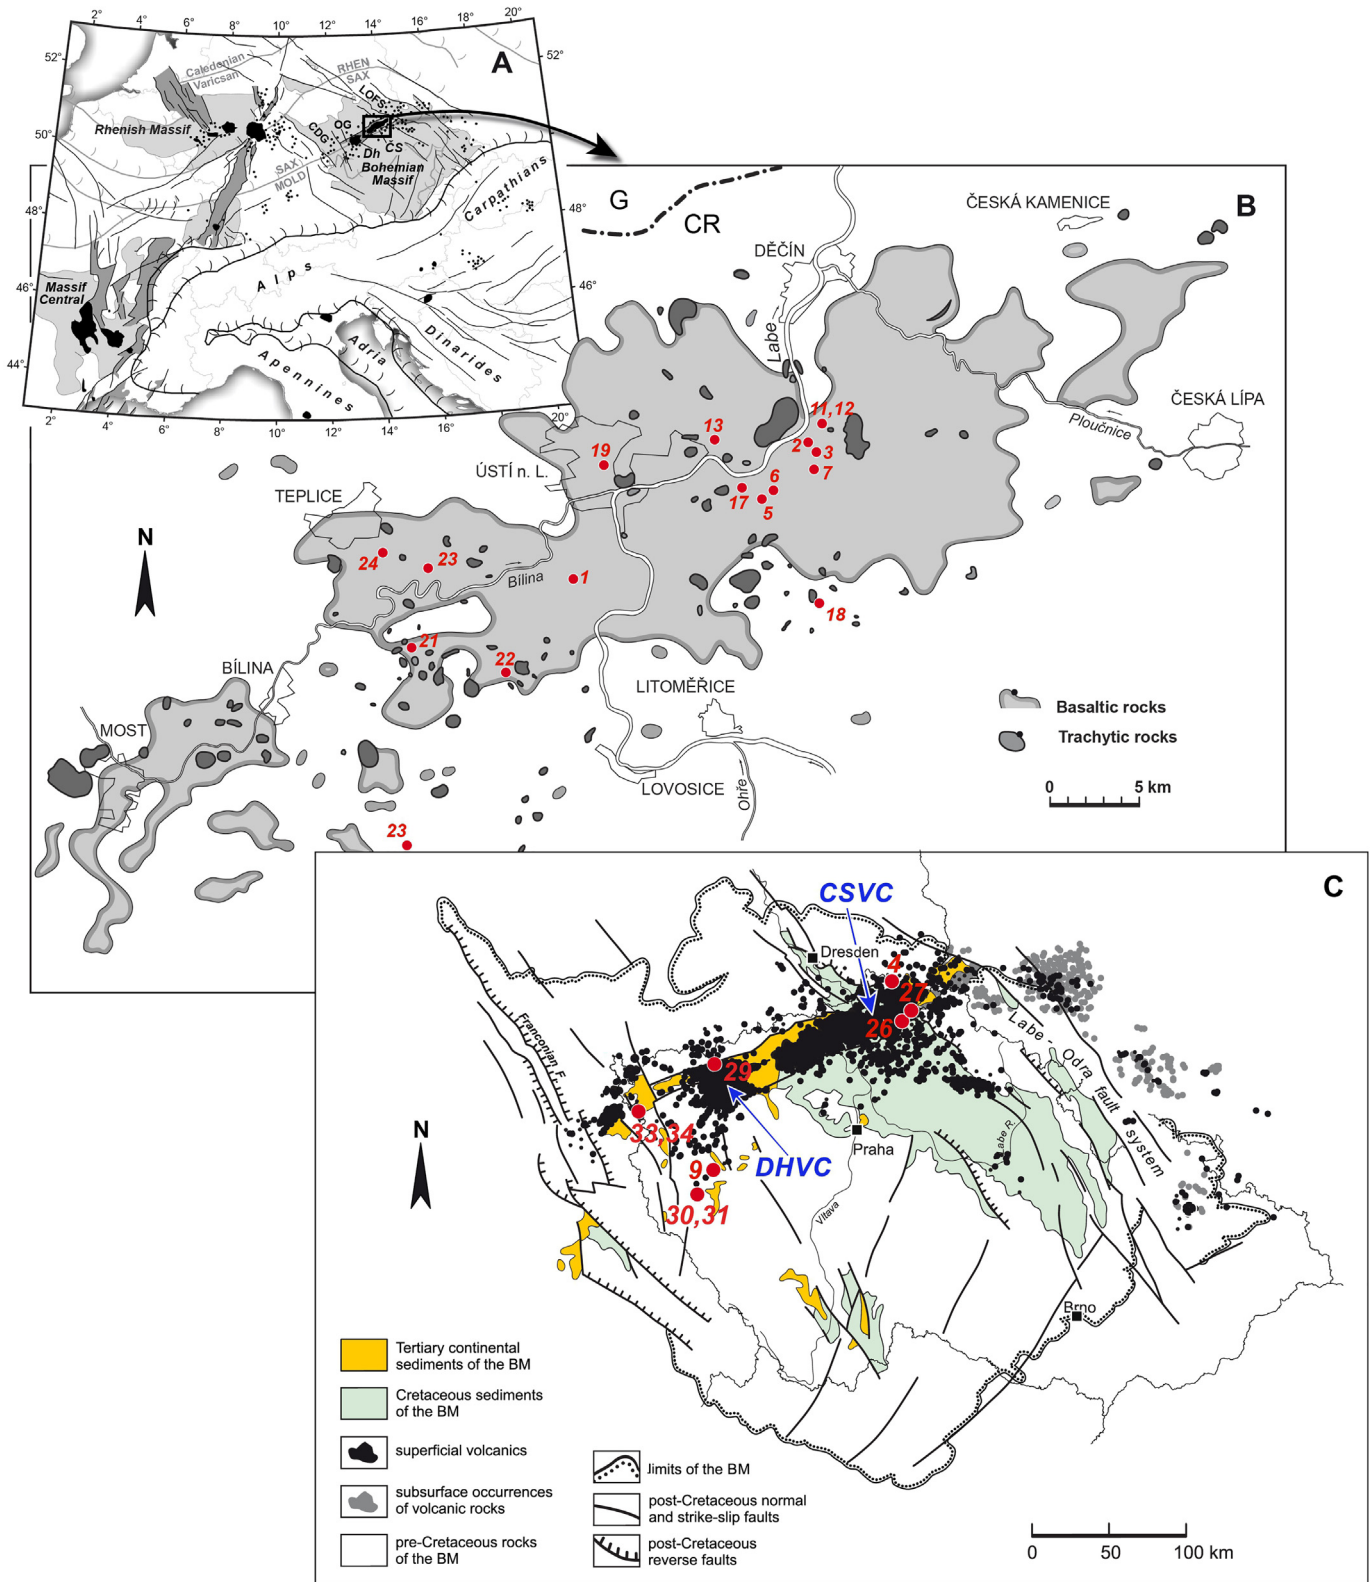 2°
4°
6°
8°
10°
12°
14°
16°
18°
20°
52°
52°
A
Caledonian
Varicsan
RHEN
SAX
LOFS
Rhenish Massif
OG
CDG
50°
ČS
Dh
Bohemian
Massif
SAX
MOLD
Carpathians
48°
48°
Alps
46°
46°
Massif
Central
Dinarides
Adria
Apennines
44°
2°
4°
6°
8°
10°
12°
14°
16°
20°
G
CR
B
ČESKÁ KAMENICE
DĚČÍN
Labe
ČESKÁ LÍPA
Ploučnice
11,12
13
2
3
7
19
6
17
5
ÚSTÍ n. L.
TEPLICE
N
24
23
1
Bílina
18
21
22
BÍLINA
LITOMĚŘICE
MOST
LOVOSICE
Ohře
23
Basaltic rocks
Trachytic rocks
0
5 km
C
CSVC
Dresden
4
27
26
Labe - Odra fault system
Franconian F.
29
33,34
N
Praha
Labe R.
DHVC
9
30,31
Vltava
Brno
Tertiary continental
sediments of the BM
Cretaceous sediments
of the BM
superficial volcanics
subsurface occurrences
of volcanic rocks
pre-Cretaceous rocks
of the BM
limits of the BM
post-Cretaceous normal
and strike-slip faults
post-Cretaceous
reverse faults
0
50
100 km